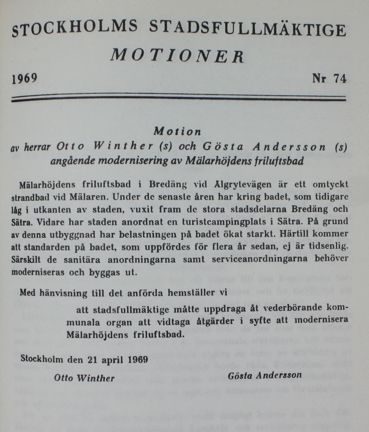 STOCKHOLMS STADSFULLMÄKTIGE
MOTIONER
1969 Nr 74
Motion
av herrar Otto Winther (s) och Gösta Andersson (s)
angående modernisering av Mälarhöjdens friluftsbad
Mälarhöjdens friluftsbad i Bredäng vid Algrytevägen är ett omtyckt
strandbad vid Mälaren. Under de senaste åren har kring badet, som tidigare
låg i utkanten av staden, vuxit fram de stora stadsdelarna Bredäng och
Sätra. Vidare har staden anordnat en turistcampingplats i Sätra. På grund
av denna utbyggnad har belastningen på badet ökat starkt. Härtill kommer
att standarden på badet, som uppfördes för flera år sedan, ej är tidsenlig.
Särskilt de sanitära anordningarna samt serviceanordningarna behöver
moderniseras och byggas ut.
Med hänvisning till det anförda hemställer vi
att stadsfullmäktige måtte uppdraga åt vederbörande kom-
munala organ att vidtaga åtgärder i syfte att modernisera
Mälarhöjdens friluftsbad.
Stockholm den 21 april 1969
Otto Winther Gösta Andersson